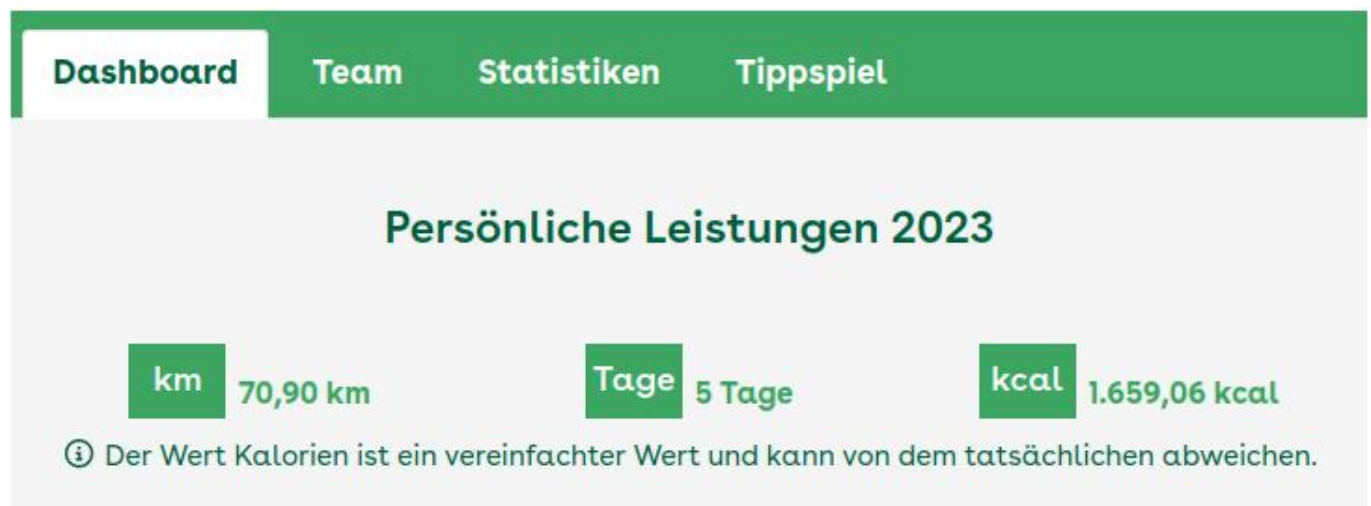 Dashboard Team Statistiken Tippspiel
Persönliche Leistungen 2023
km 70,90 km Tage 5 Tage kcal 1.659,06 kcal
Der Wert Kalorien ist ein vereinfachter Wert und kann von dem tatsächlichen abweichen.